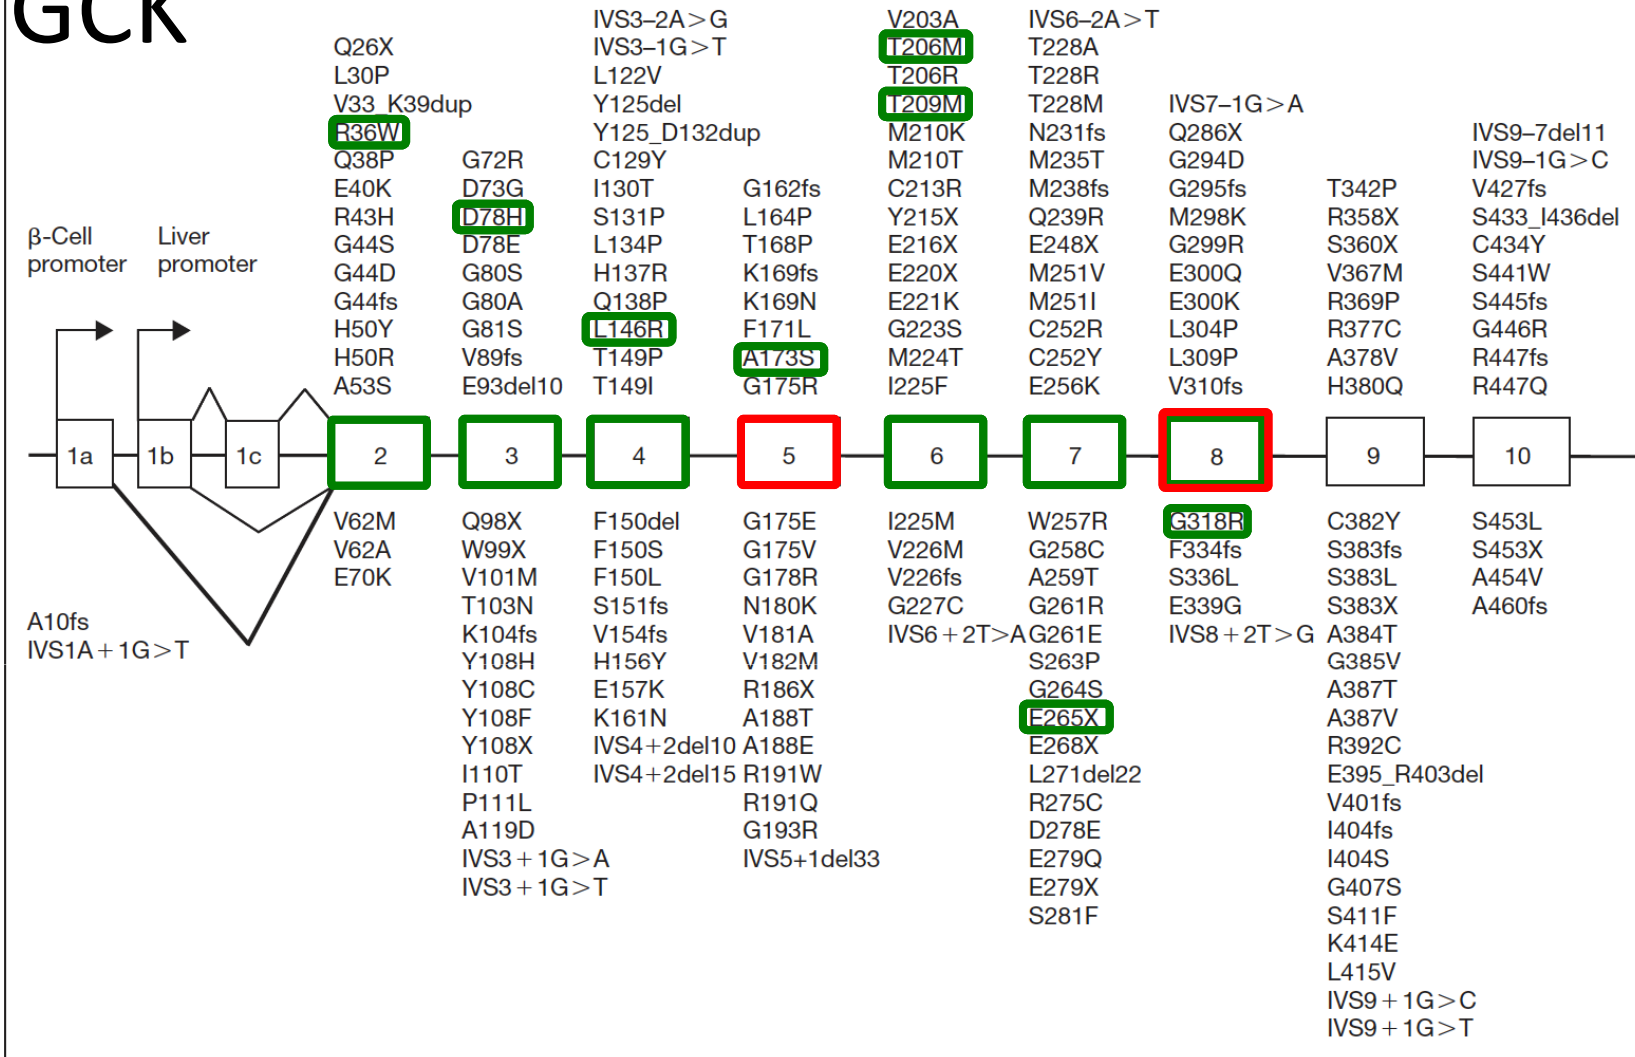 GCK
β-Cell
promoter
Liver
promoter
A10fs
IVS1A+1G>T
1a
1b
1c
Q26X
L30P
V33_K39dup
R36W
Q38P
E40K
R43H
G44S
G44D
G44fs
H50Y
H50R
A53S
2
V62M
V62A
E70K
G72R
D73G
D78H
D78E
G80S
G80A
G81S
V89fs
E93del10
3
Q98X
W99X
V101M
T103N
K104fs
Y108H
Y108C
Y108F
Y108X
I110T
P111L
A119D
IVS3+1G>A
IVS3+1G>T
IVS3–2A>G
IVS3–1G>T
L122V
Y125del
Y125_D132dup
C129Y
I130T
S131P
L134P
H137R
Q138P
L146R
T149P
T149I
4
F150del
F150S
F150L
S151fs
V154fs
H156Y
E157K
K161N
IVS4+2del10
IVS4+2del15
G162fs
L164P
T168P
K169fs
K169N
F171L
A173S
G175R
5
G175E
G175V
G178R
N180K
V181A
V182M
R186X
A188T
A188E
R191W
R191Q
G193R
IVS5+1del33
V203A
T206M
T206R
T209M
M210K
M210T
C213R
Y215X
E216X
E220X
E221K
G223S
M224T
I225F
6
I225M
V226M
V226fs
G227C
IVS6+2T>A
IVS6–2A>T
T228A
T228R
T228M
N231fs
M235T
M238fs
Q239R
E248X
M251V
M251I
C252R
C252Y
E256K
7
W257R
G258C
A259T
G261R
G261E
S263P
G264S
E265X
E268X
L271del22
R275C
D278E
E279Q
E279X
S281F
IVS7–1G>A
Q286X
G294D
G295fs
M298K
G299R
E300Q
E300K
L304P
L309P
V310fs
8
G318R
F334fs
S336L
E339G
IVS8+2T>G
T342P
R358X
S360X
V367M
R369P
R377C
A378V
H380Q
9
C382Y
S383fs
S383L
S383X
A384T
G385V
A387T
A387V
R392C
E395_R403del
V401fs
I404fs
I404S
G407S
S411F
K414E
L415V
IVS9+1G>C
IVS9+1G>T
IVS9–7del11
IVS9–1G>C
V427fs
S433_I436del
C434Y
S441W
S445fs
G446R
R447fs
R447Q
10
S453L
S453X
A454V
A460fs